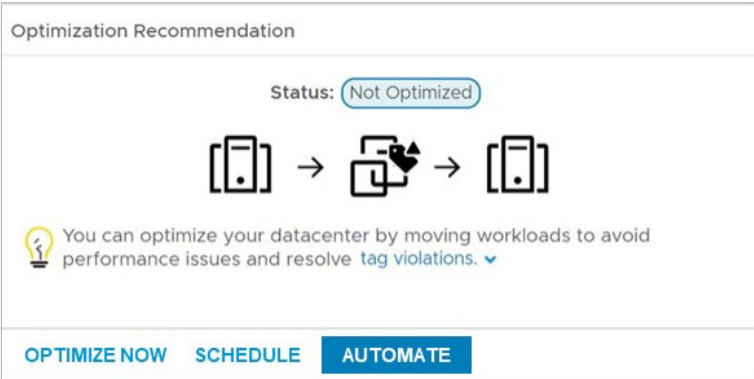 Optimization Recommendation
Status: Not Optimized
You can optimize your datacenter by moving workloads to avoid
performance issues and resolve tag violations.
OPTIMIZE NOW SCHEDULE AUTOMATE